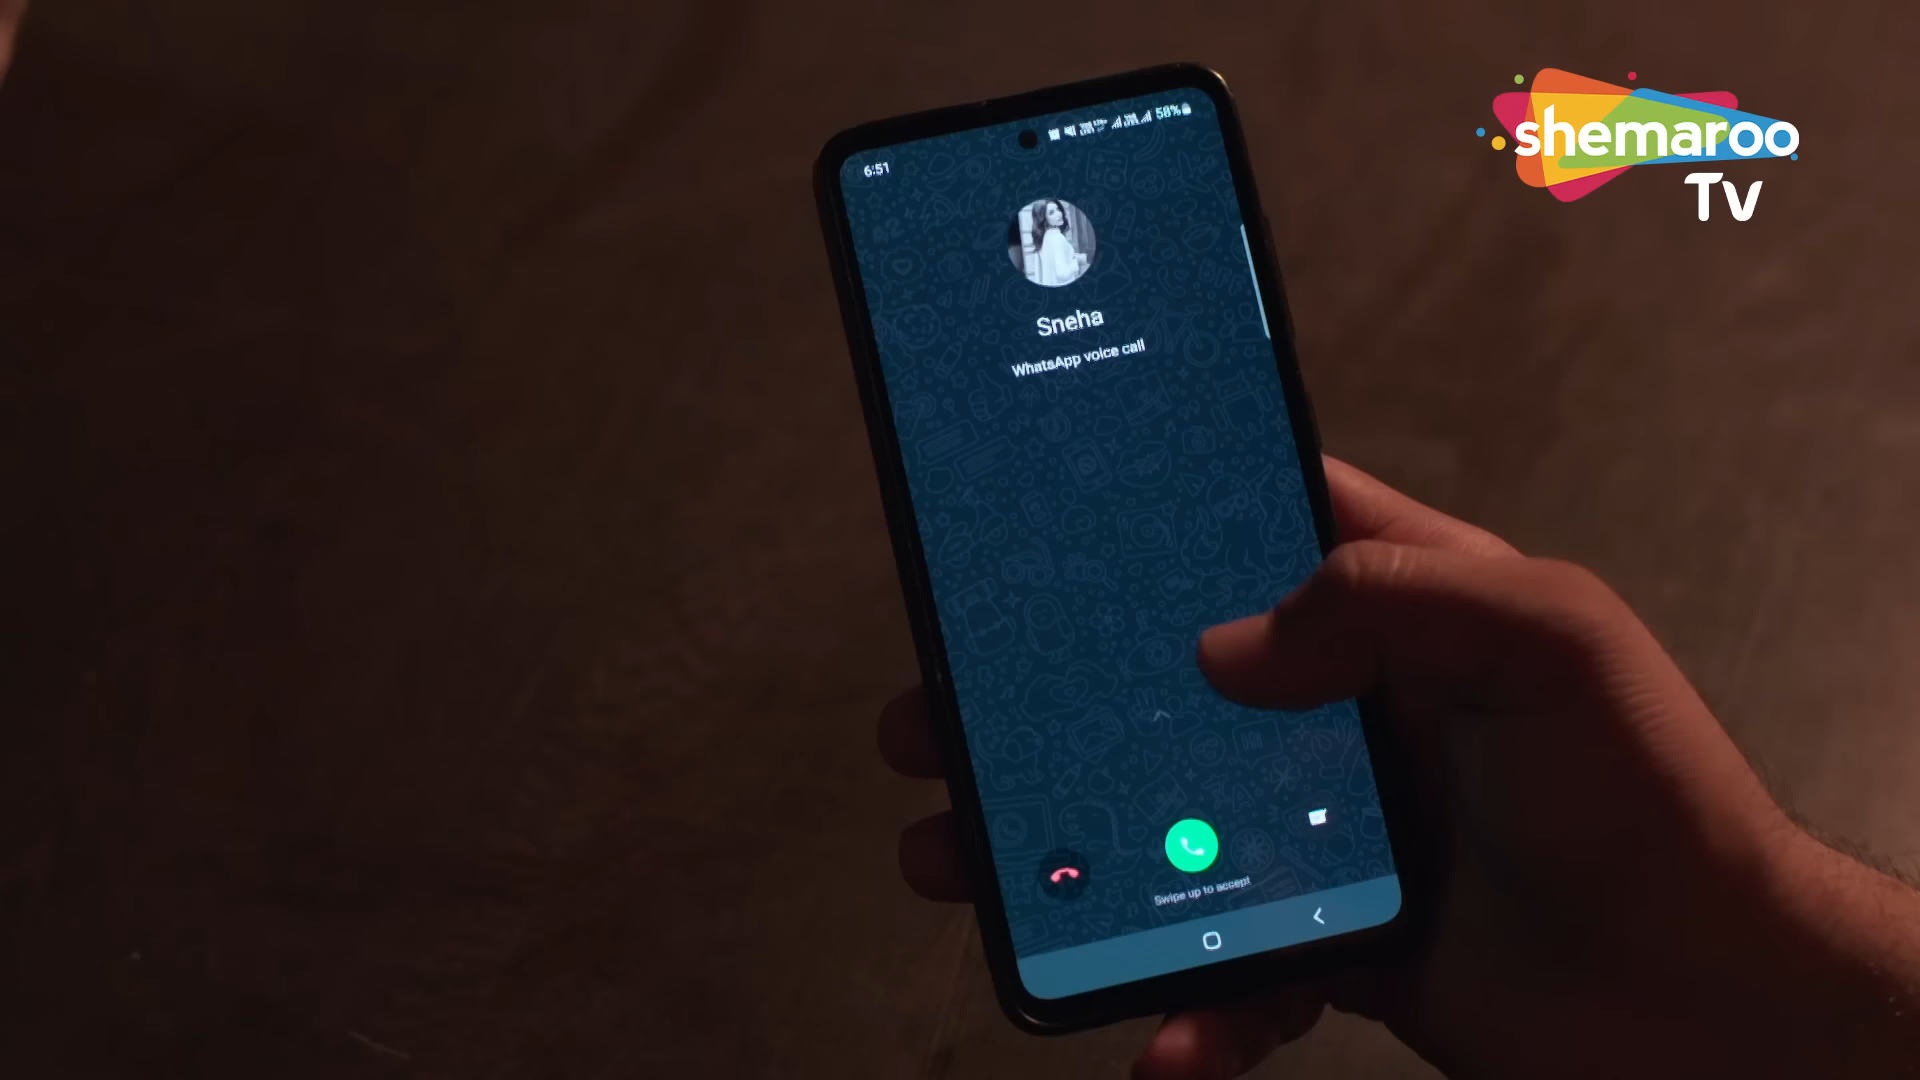 shemaroo
Tv
6:51
58%
Sneha
WhatsApp voice call
Swipe up to accept